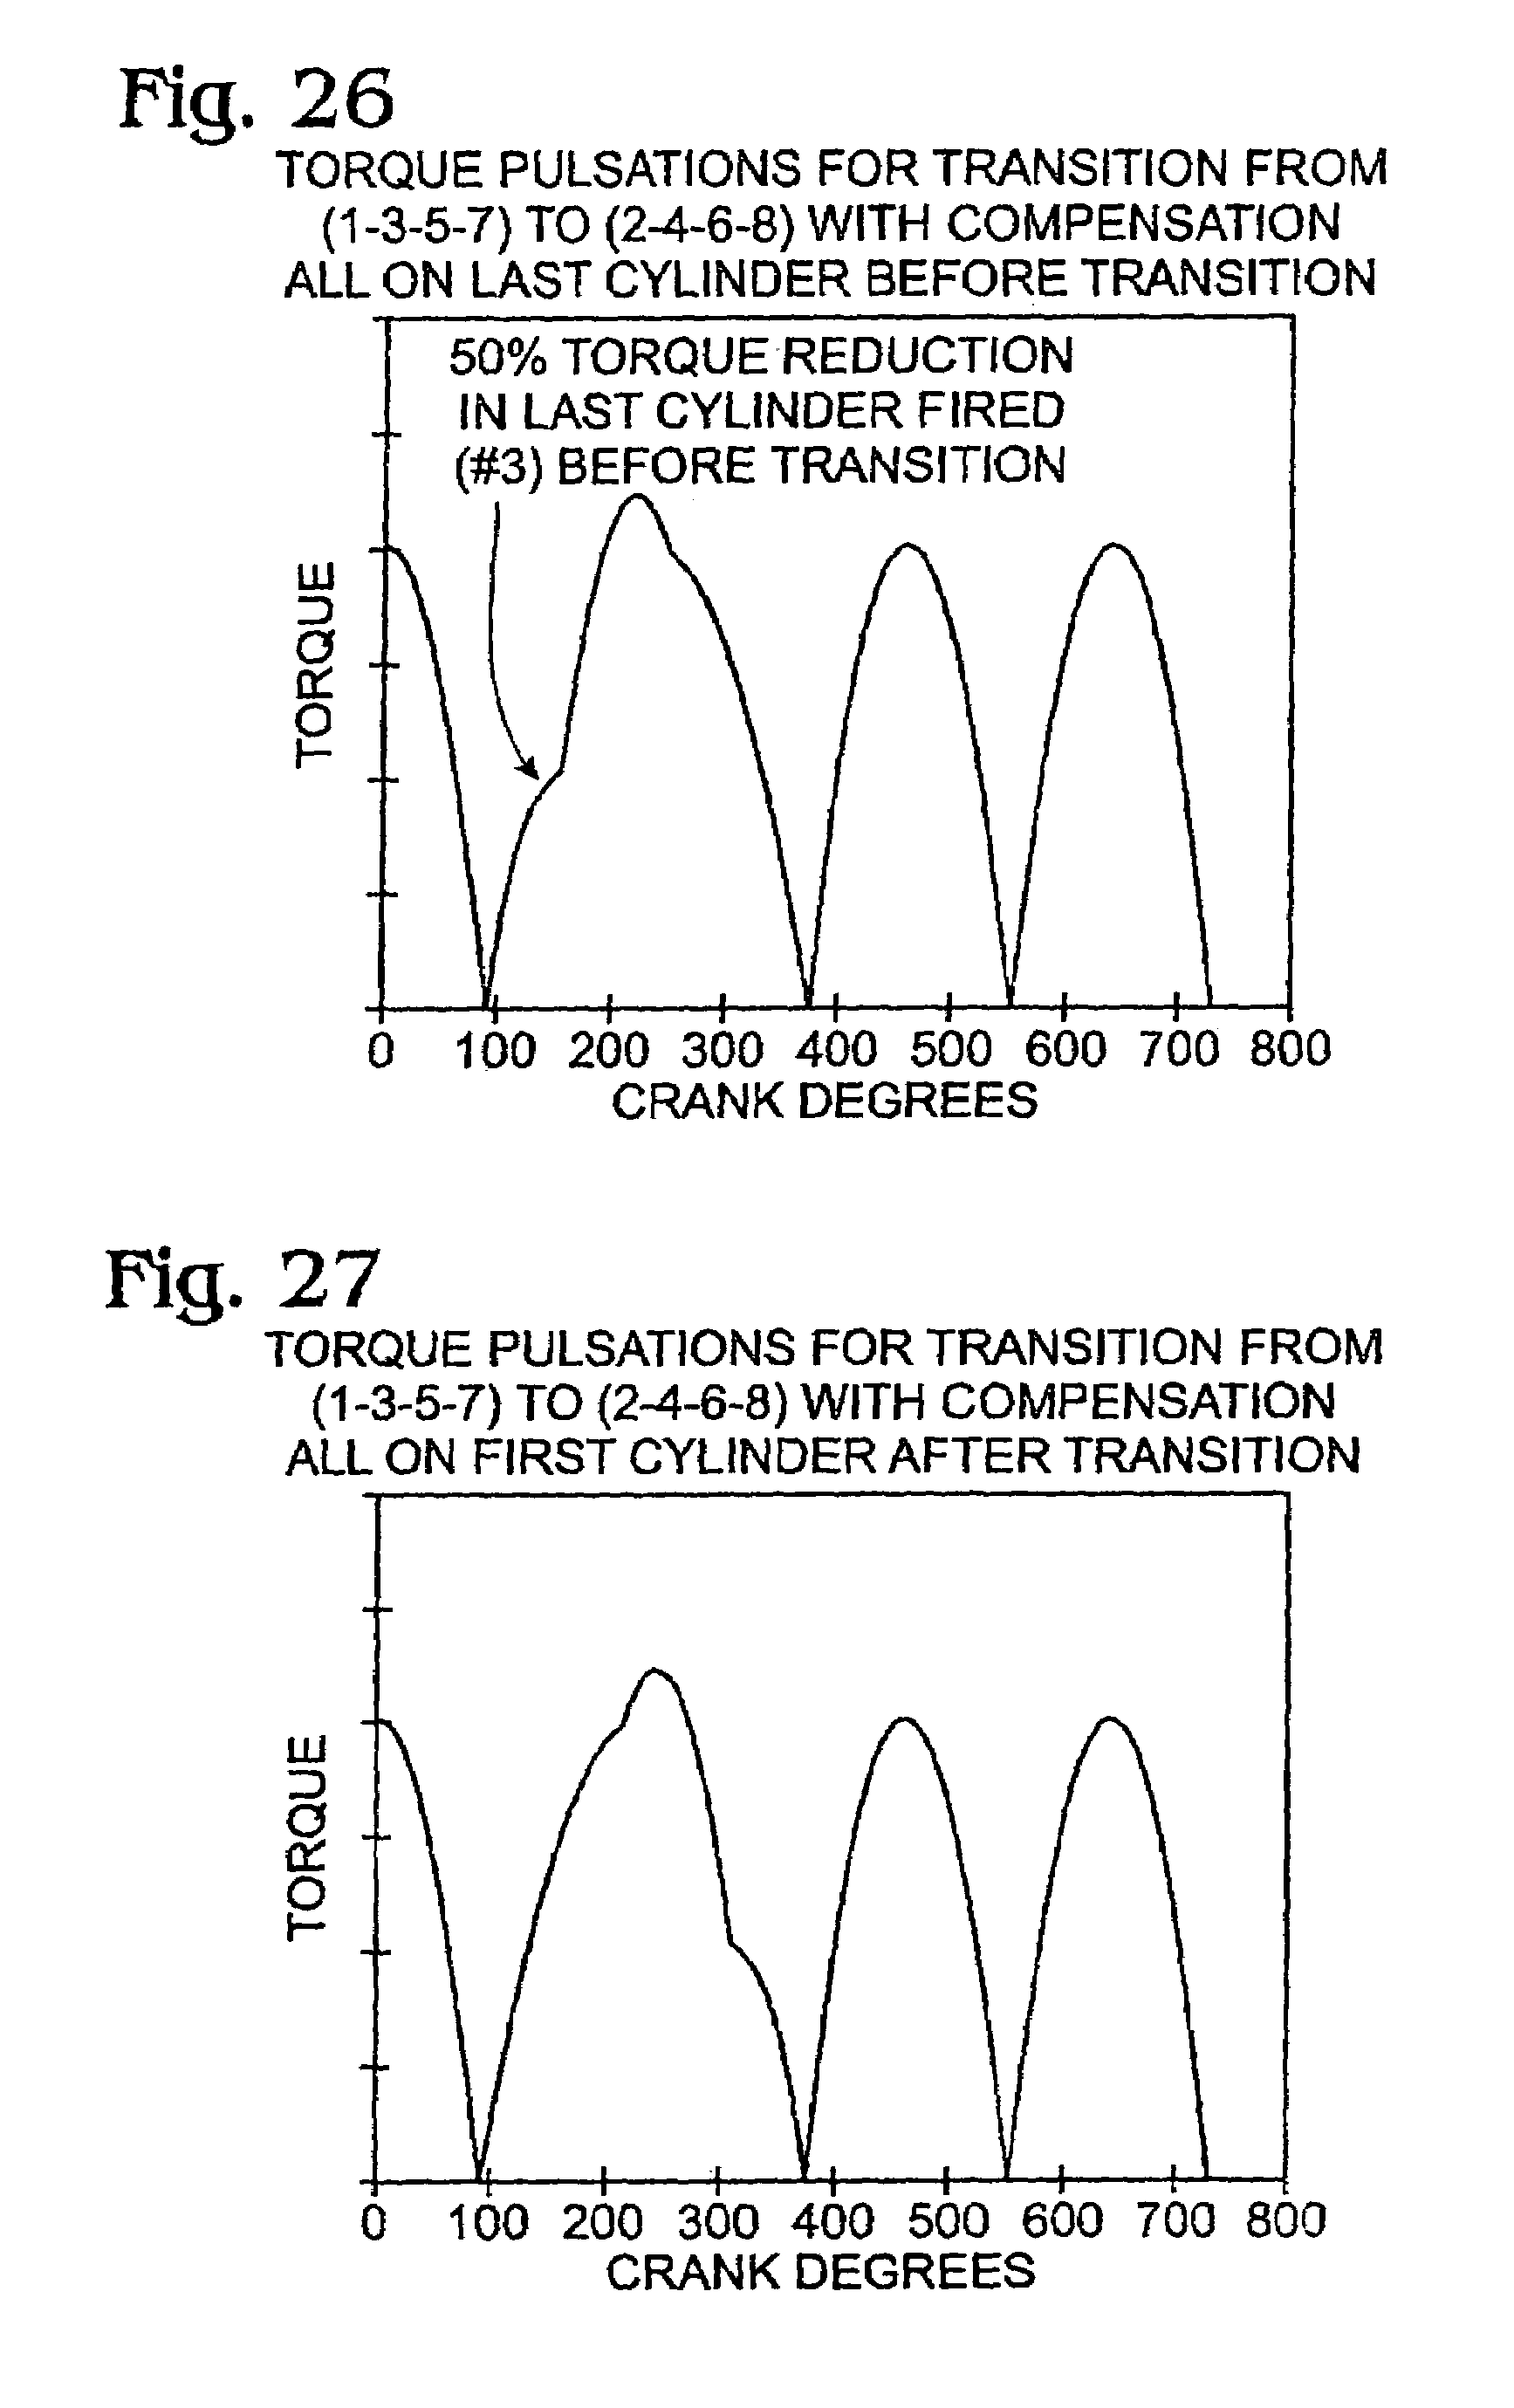 Fig. 26
TORQUE PULSATIONS FOR TRANSITION FROM
(1-3-5-7) TO (2-4-6-8) WITH COMPENSATION
ALL ON LAST CYLINDER BEFORE TRANSITION
50% TORQUE REDUCTION
IN LAST CYLINDER FIRED
(#3) BEFORE TRANSITION
TORQUE
0 100 200 300 400 500 600 700 800
CRANK DEGREES
Fig. 27
TORQUE PULSATIONS FOR TRANSITION FROM
(1-3-5-7) TO (2-4-6-8) WITH COMPENSATION
ALL ON FIRST CYLINDER AFTER TRANSITION
TORQUE
0 100 200 300 400 500 600 700 800
CRANK DEGREES